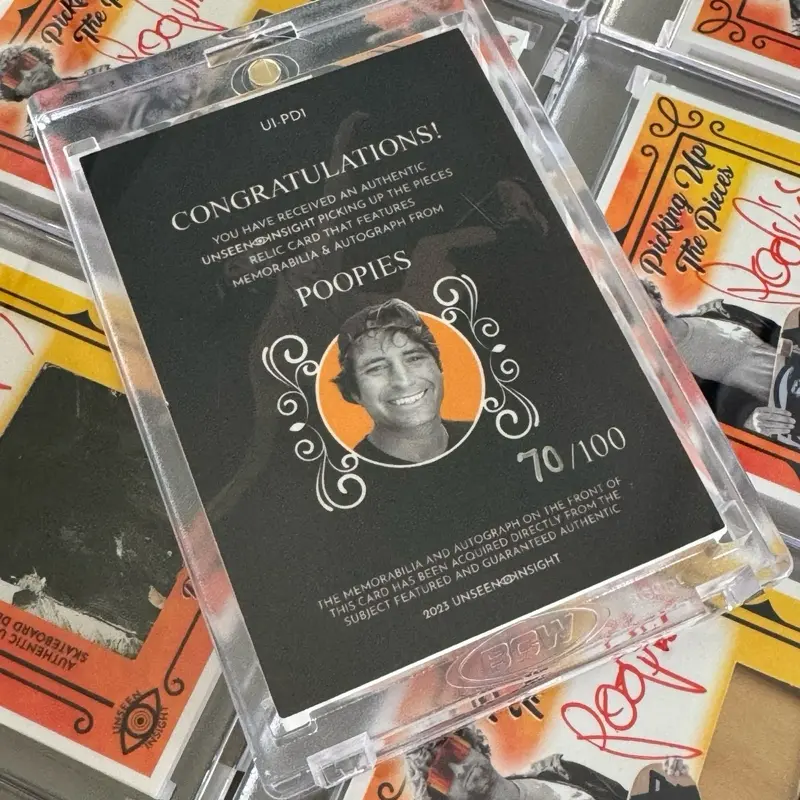 UI-PD1
CONGRATULATIONS!
YOU HAVE RECEIVED AN AUTHENTIC
UNSEEN INSIGHT PICKING UP THE PIECES
RELIC CARD THAT FEATURES
MEMORABILIA & AUTOGRAPH FROM
POOPIES
70/100
THE MEMORABILIA AND AUTOGRAPH ON THE FRONT OF
THIS CARD HAS BEEN ACQUIRED DIRECTLY FROM THE
SUBJECT FEATURED AND GUARANTEED AUTHENTIC
2023 UNSEEN INSIGHT
BCW
Picking Up
The Pieces
Poopies
Picking Up
The Pieces
Poopies
AUTHENTIC
SKATEBOARD
UNSEEN
INSIGHT
Poopies